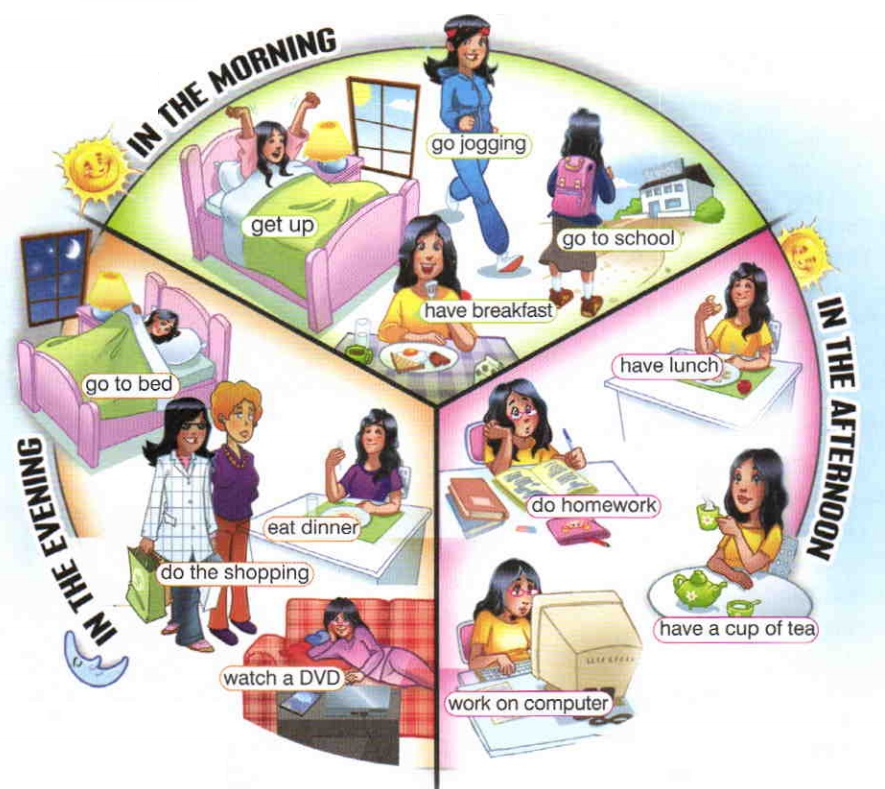 IN THE MORNING
go jogging
get up
go to school
have breakfast
IN THE AFTERNOON
have lunch
do homework
have a cup of tea
work on computer
IN THE EVENING
go to bed
eat dinner
do the shopping
watch a DVD